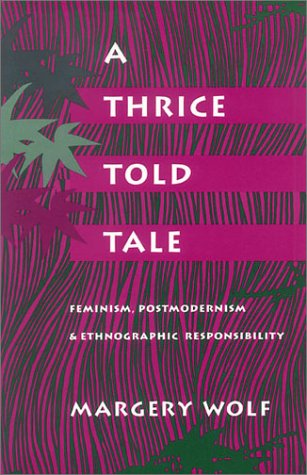 A
THRICE
TOLD
TALE
FEMINISM, POSTMODERNISM
& ETHNOGRAPHIC RESPONSIBILITY
MARGERY WOLF